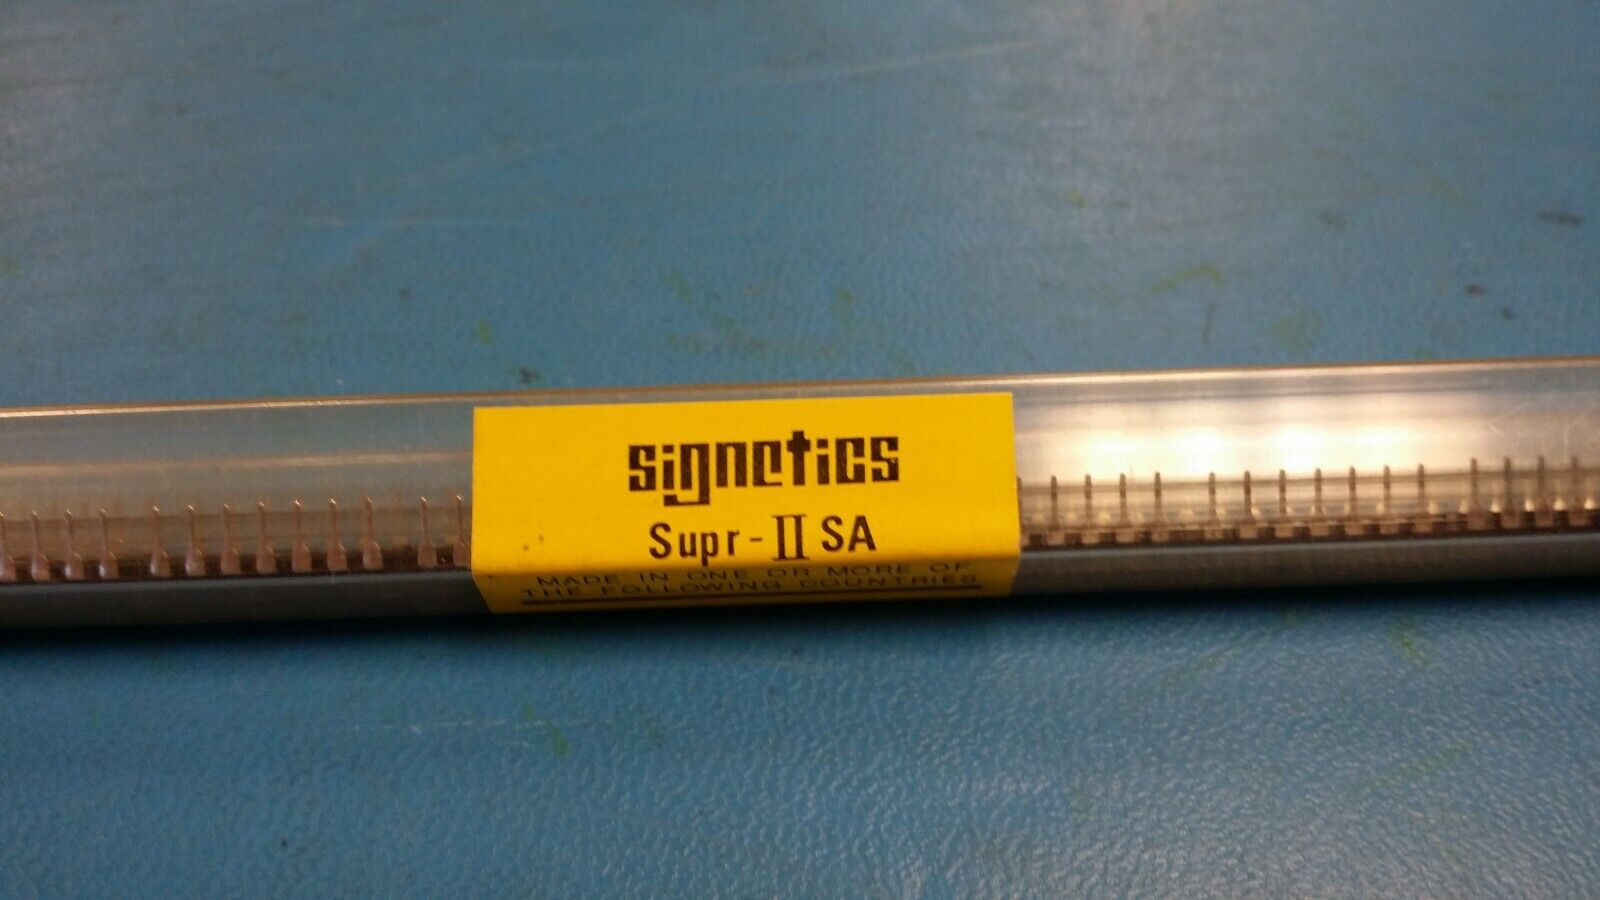 signetics
Supr-II SA
MADE IN ONE OR MORE OF
THE FOLLOWING COUNTRIES